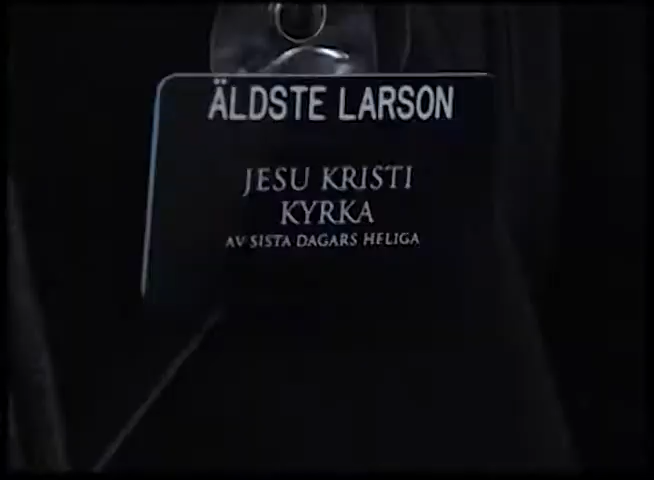 ÄLDSTE LARSON
JESU KRISTI
KYRKA
AV SISTA DAGARS HELIGA